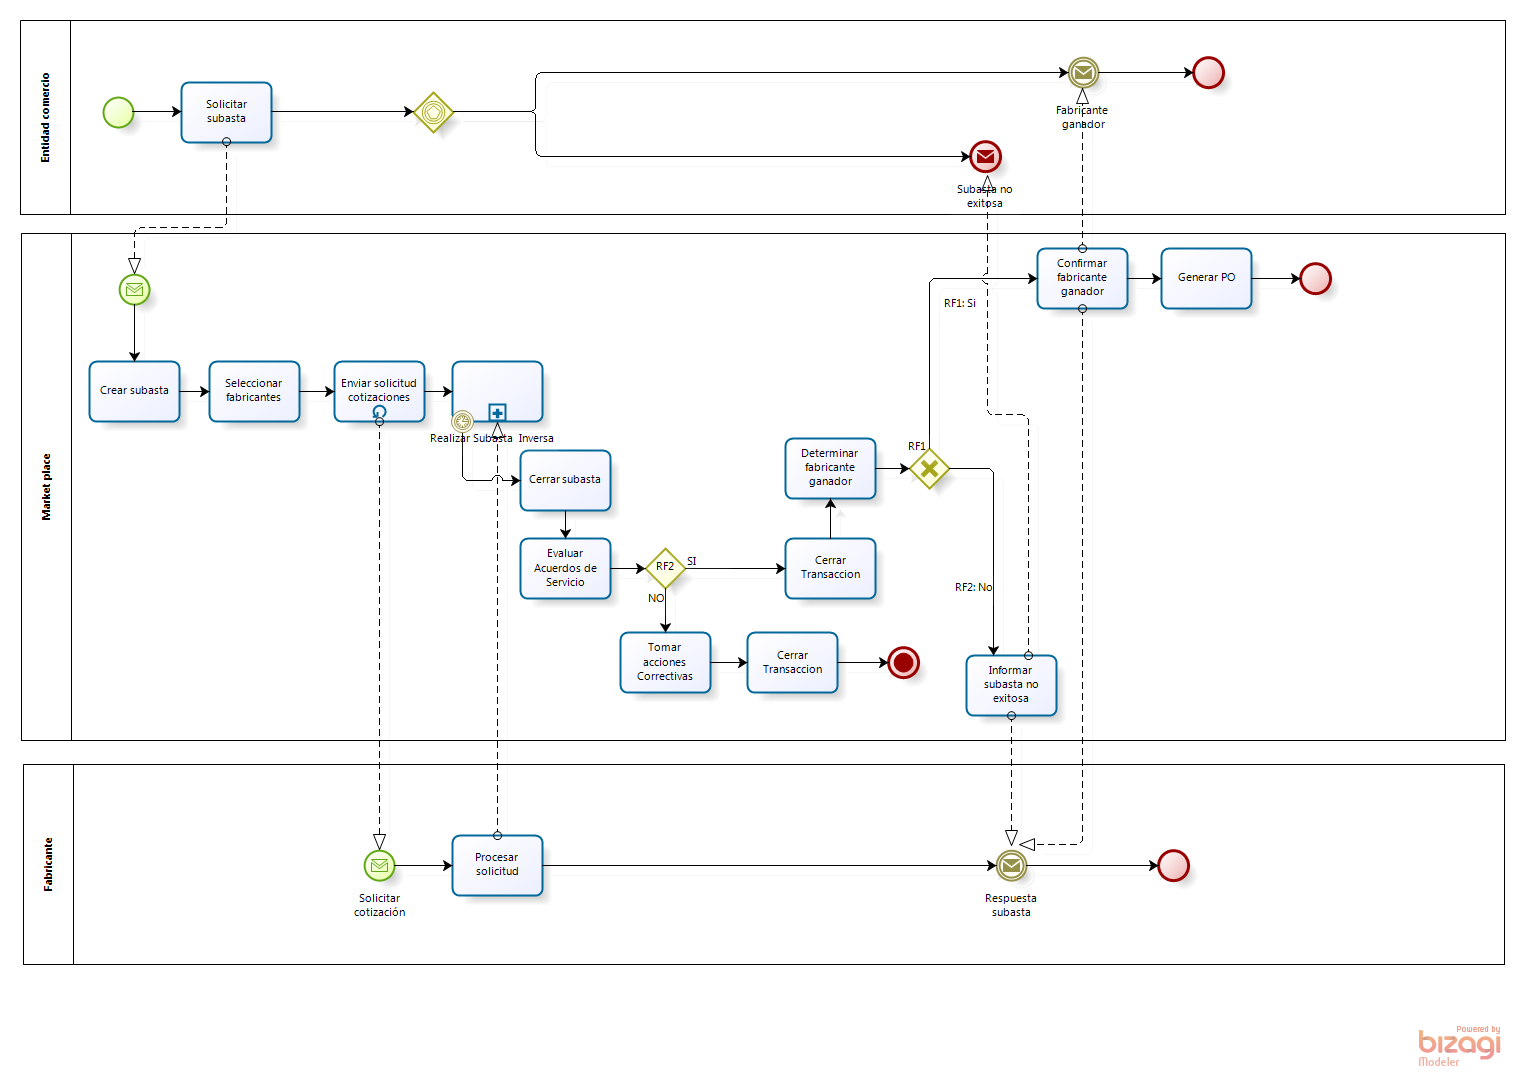 Entidad comercio
Solicitar
subasta
Fabricante
ganador
Subasta no
exitosa
Market place
Confirmar
fabricante
ganador
Generar PO
RF1: Si
Crear subasta
Seleccionar
fabricantes
Enviar solicitud
cotizaciones
Realizar Subasta Inversa
Cerrar subasta
Determinar
fabricante
ganador
RF1
Evaluar
Acuerdos de
Servicio
RF2
SI
NO
Cerrar
Transaccion
RF2: No
Tomar
acciones
Correctivas
Cerrar
Transaccion
Informar
subasta no
exitosa
Fabricante
Solicitar
cotización
Procesar
solicitud
Respuesta
subasta
Powered by
bizagi
Modeler